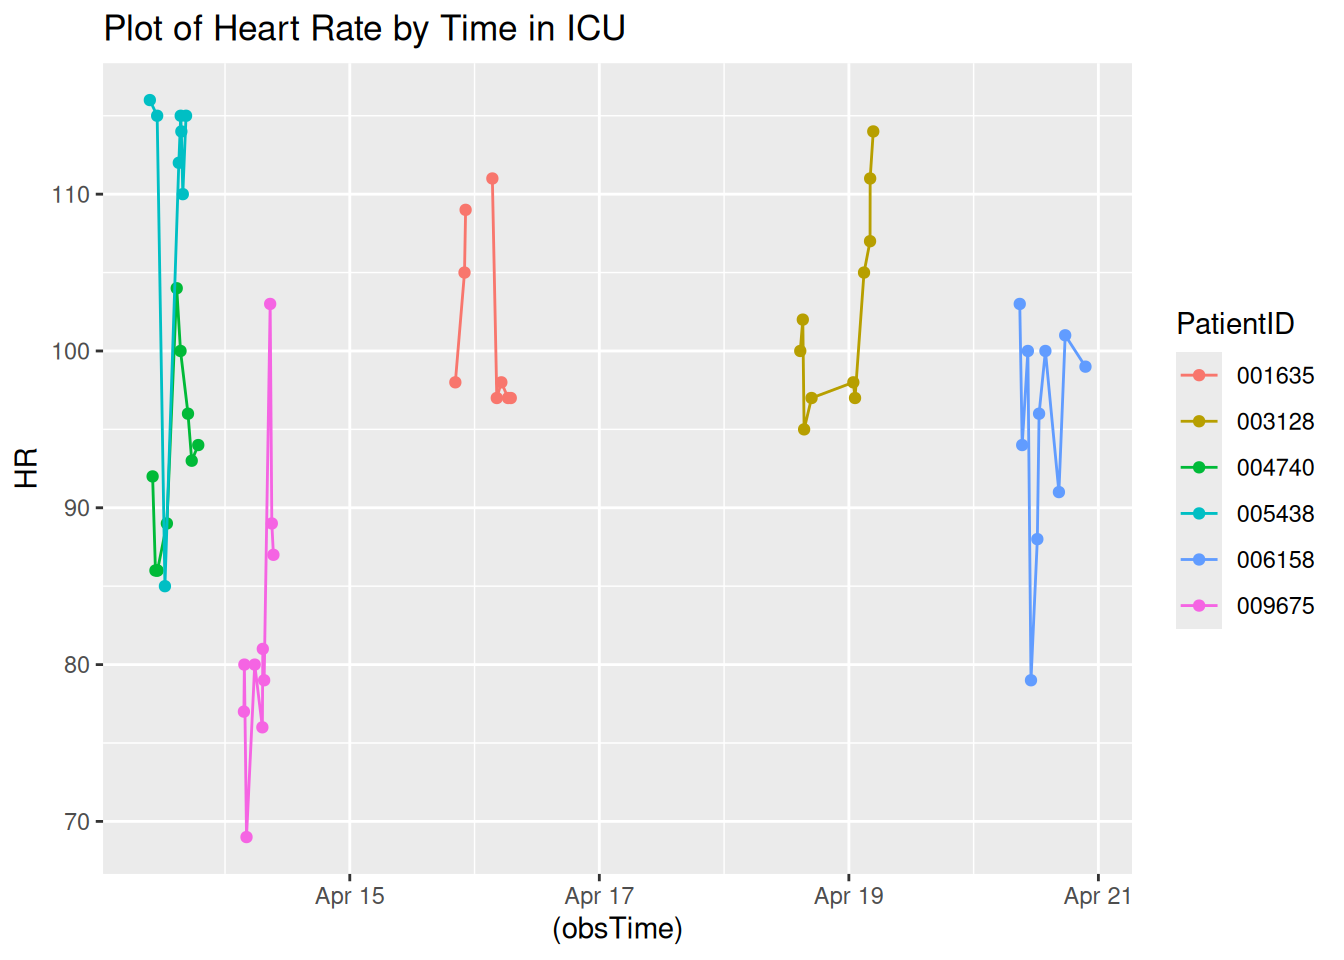 Plot of Heart Rate by Time in ICU
HR
110
100
90
80
70
Apr 15 Apr 17 Apr 19 Apr 21
(obsTime)
PatientID
001635
003128
004740
005438
006158
009675